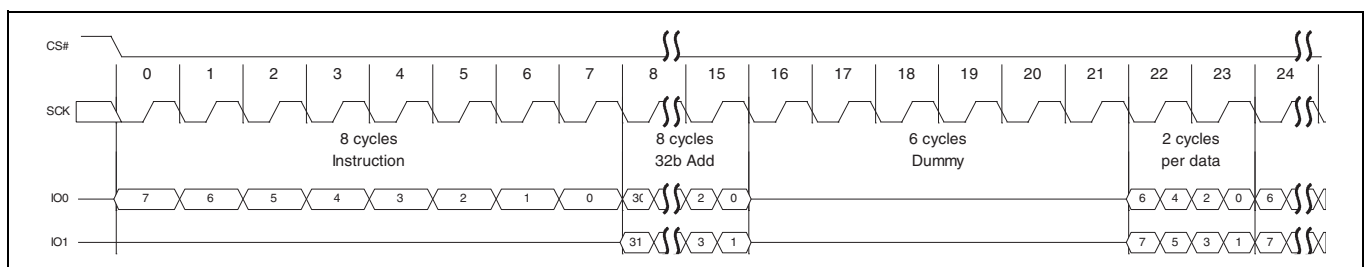 CS#
0 1 2 3 4 5 6 7 8 15 16 17 18 19 20 21 22 23 24
SCK
8 cycles 8 cycles 6 cycles 2 cycles
Instruction 32b Add Dummy per data
IO0 7 6 5 4 3 2 1 0 30 2 0 6 4 2 0 6
IO1 31 3 1 7 5 3 1 7